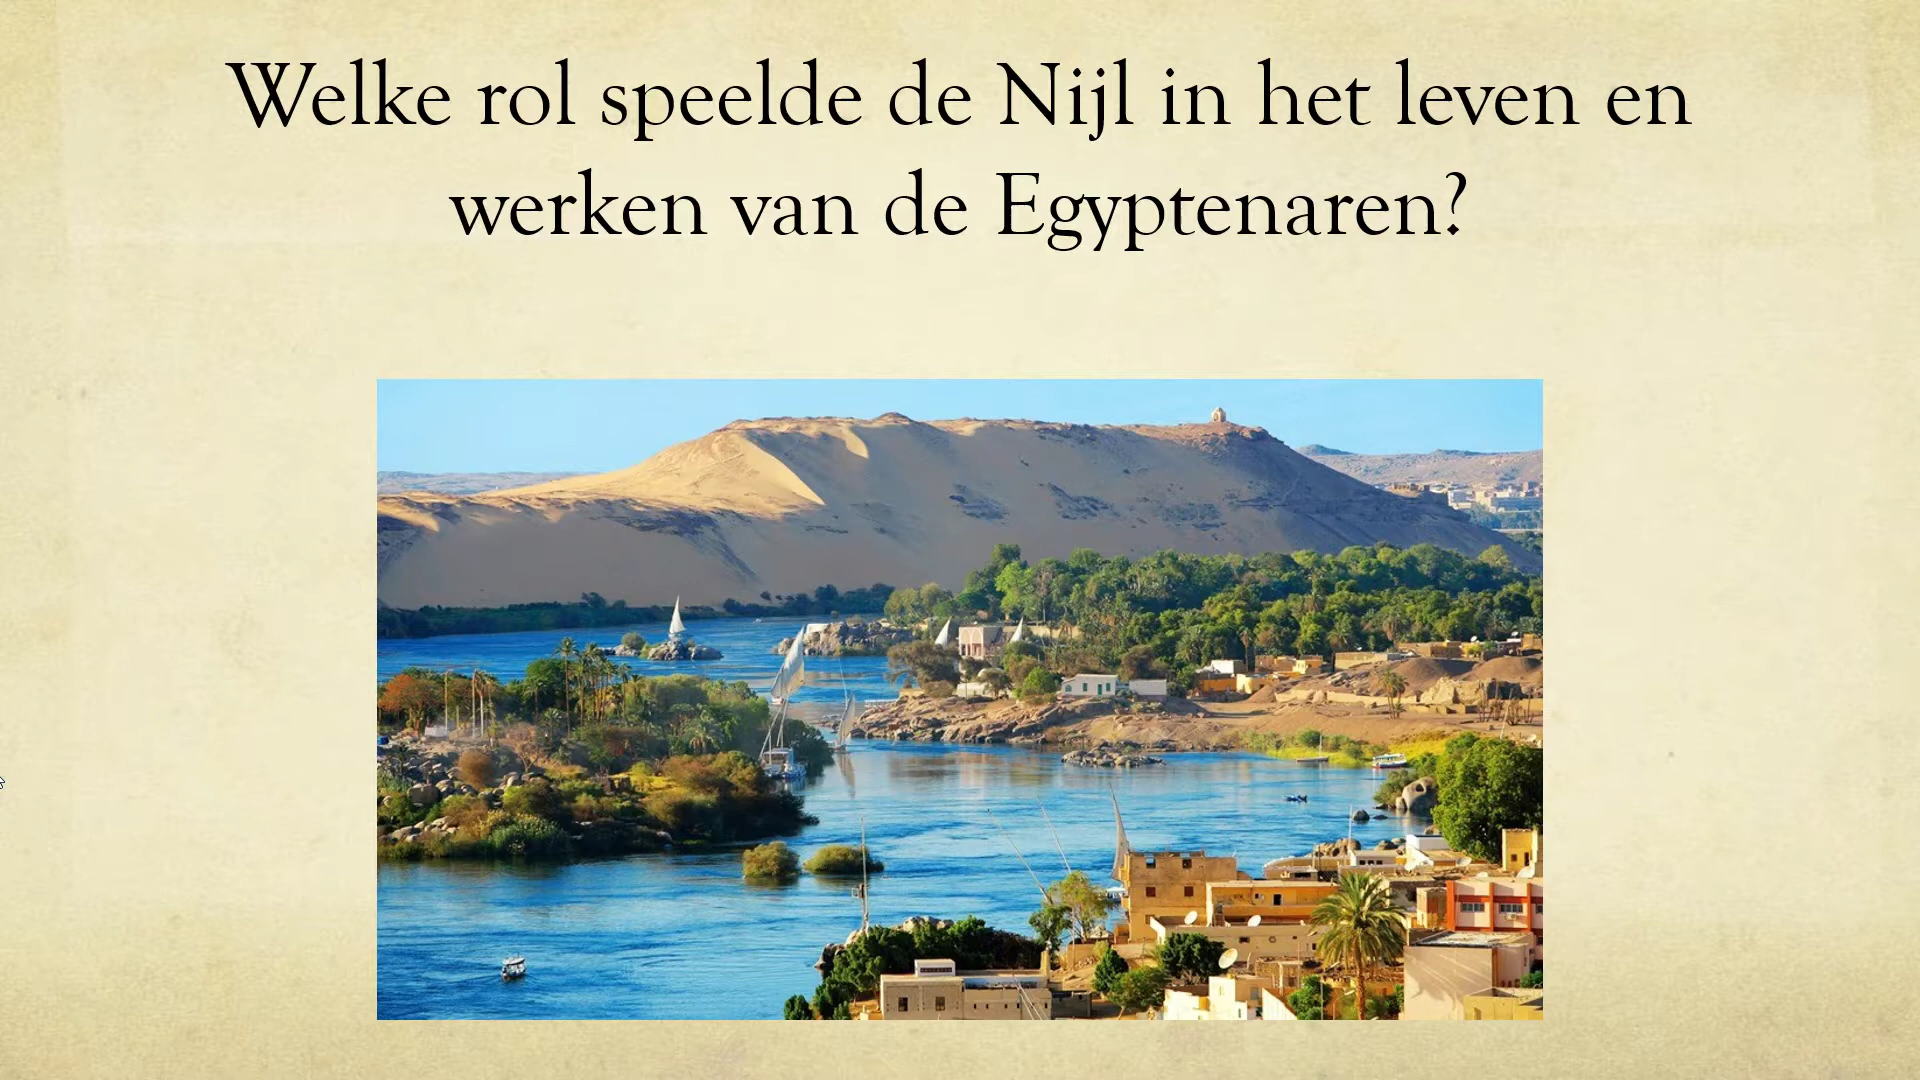 Welke rol speelde de Nijl in het leven en
werken van de Egyptenaren?